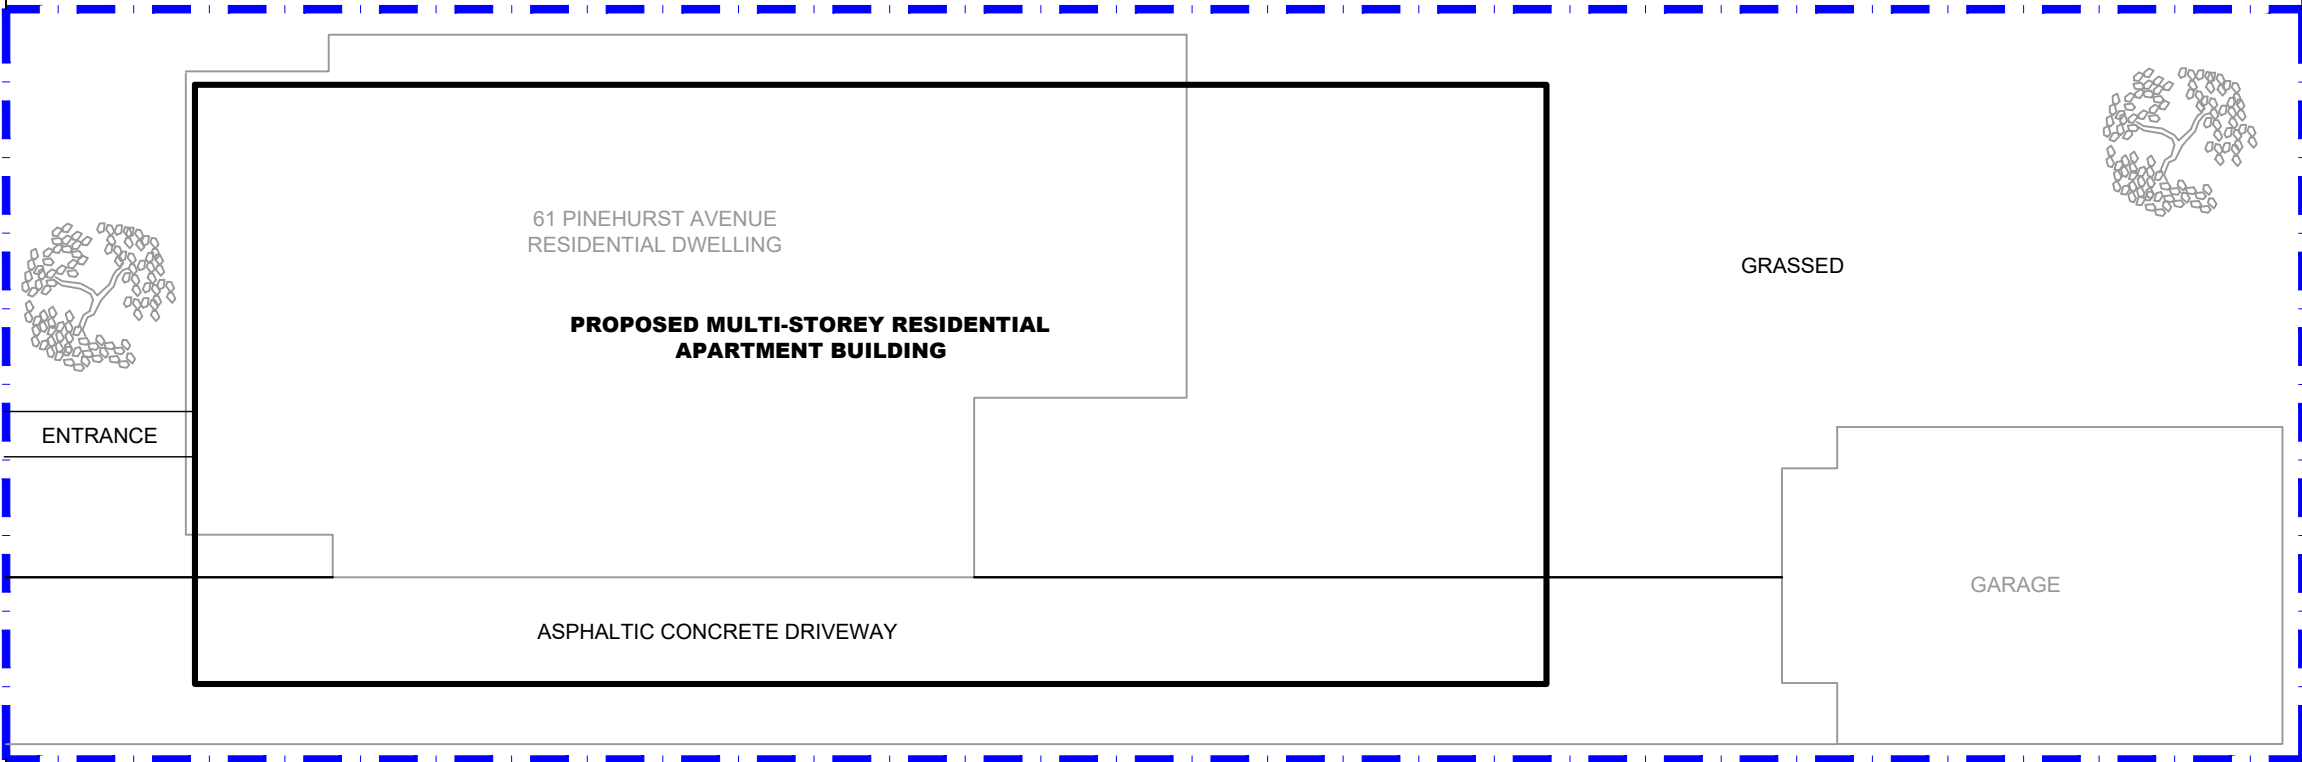 61 PINEHURST AVENUE
RESIDENTIAL DWELLING
GRASSED
PROPOSED MULTI-STOREY RESIDENTIAL
APARTMENT BUILDING
ENTRANCE
GARAGE
ASPHALTIC CONCRETE DRIVEWAY